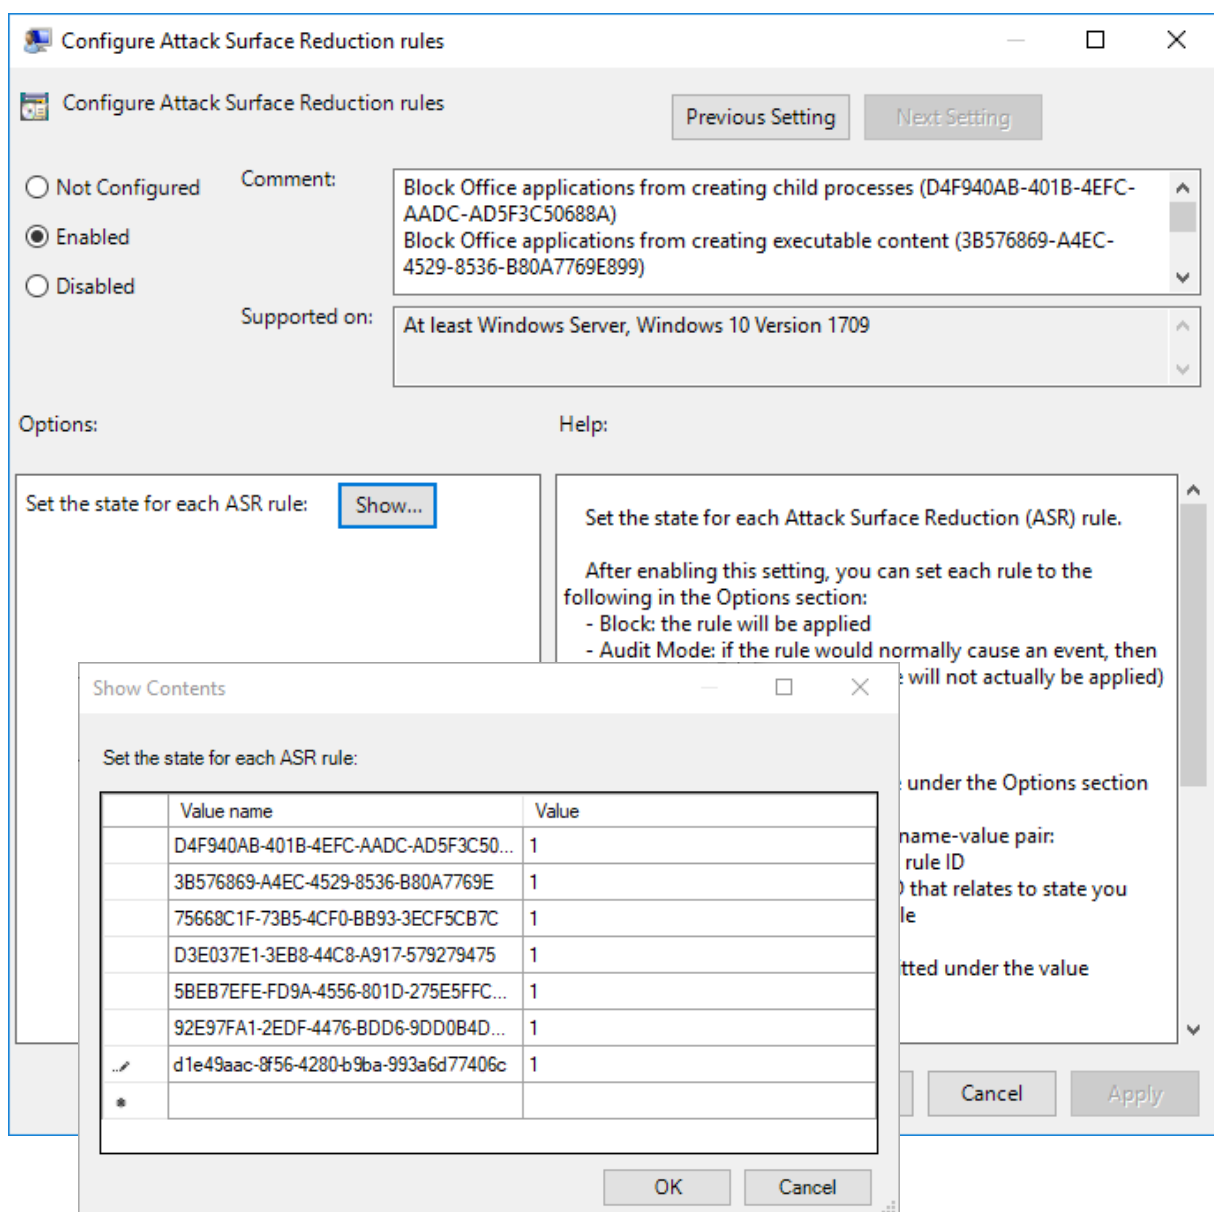 Configure Attack Surface Reduction rules
Configure Attack Surface Reduction rules
Previous Setting
Next Setting
Not Configured
Enabled
Disabled
Comment:
Block Office applications from creating child processes (D4F940AB-401B-4EFC-
AADC-AD5F3C50688A)
Block Office applications from creating executable content (3B576869-A4EC-
4529-8536-B80A7769E899)
Supported on:
At least Windows Server, Windows 10 Version 1709
Options:
Help:
Set the state for each ASR rule:
Show...
Set the state for each Attack Surface Reduction (ASR) rule.
After enabling this setting, you can set each rule to the
following in the Options section:
- Block: the rule will be applied
- Audit Mode: if the rule would normally cause an event, then
will not actually be applied)
under the Options section
name-value pair:
rule ID
that relates to state you
itted under the value
Cancel
Apply
Show Contents
Set the state for each ASR rule:
Value name Value
D4F940AB-401B-4EFC-AADC-AD5F3C50... 1
3B576869-A4EC-4529-8536-B80A7769E 1
75668C1F-73B5-4CF0-BB93-3ECF5CB7C 1
D3E037E1-3EB8-44C8-A917-579279475 1
5BEB7EFE-FD9A-4556-801D-275E5FFC... 1
92E97FA1-2EDF-4476-BDD6-9DD0B4D... 1
d1e49aac-8f56-4280-b9ba-993a6d77406c 1
OK
Cancel